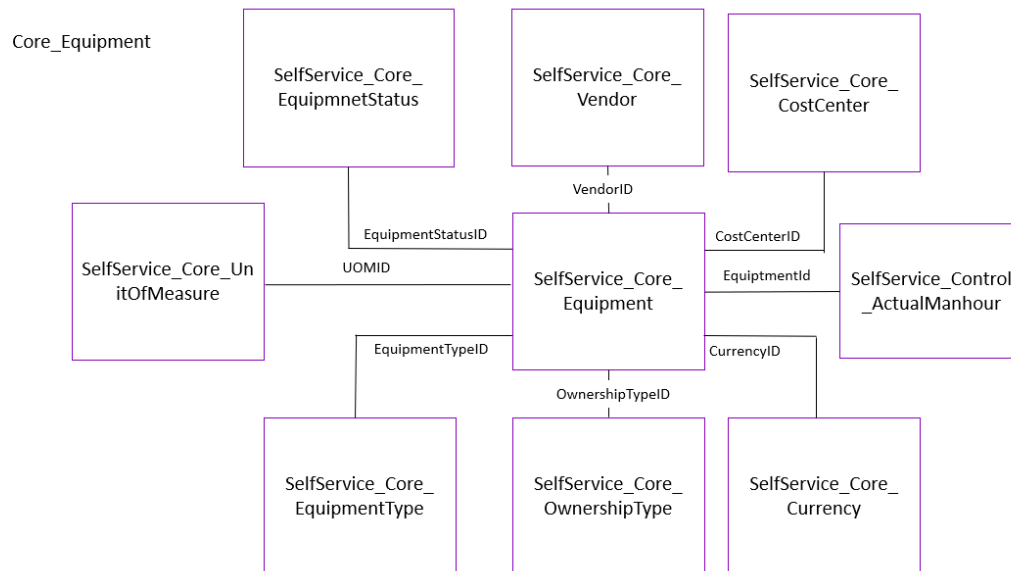 Core_Equipment
SelfService_Core_
EquipmnetStatus
SelfService_Core_
Vendor
SelfService_Core_
CostCenter
VendorID
EquipmentStatusID
CostCenterID
SelfService_Core_Un
itOfMeasure
UOMID
SelfService_Core_
Equipment
EquiptmentId
SelfService_Control
_ActualManhour
EquipmentTypeID
CurrencyID
OwnershipTypeID
SelfService_Core_
EquipmentType
SelfService_Core_
OwnershipType
SelfService_Core_
Currency